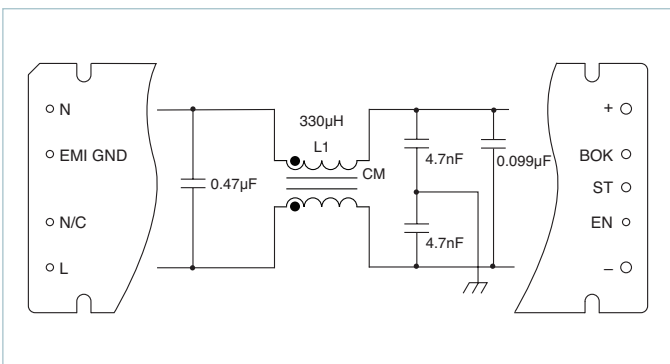 N
EMI GND
N/C
L
0.47µF
330µH
L1
CM
4.7nF
4.7nF
0.099µF
+
BOK
ST
EN
–